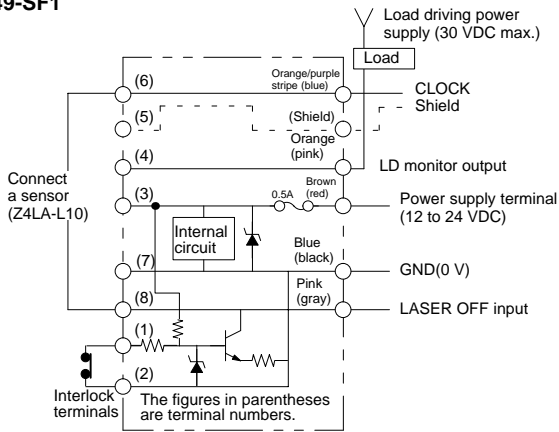 49-SF1
Load driving power
supply (30 VDC max.)
Load
(6)
Orange/purple
stripe (blue)
CLOCK
(5)
(Shield)
Shield
Orange
(pink)
(4)
LD monitor output
Connect
a sensor
(Z4LA-L10)
(3)
0.5A
Brown
(red)
Power supply terminal
(12 to 24 VDC)
Internal
circuit
Blue
(black)
(7)
GND(0 V)
Pink
(gray)
(8)
LASER OFF input
(1)
(2)
Interlock
terminals
The figures in parentheses
are terminal numbers.